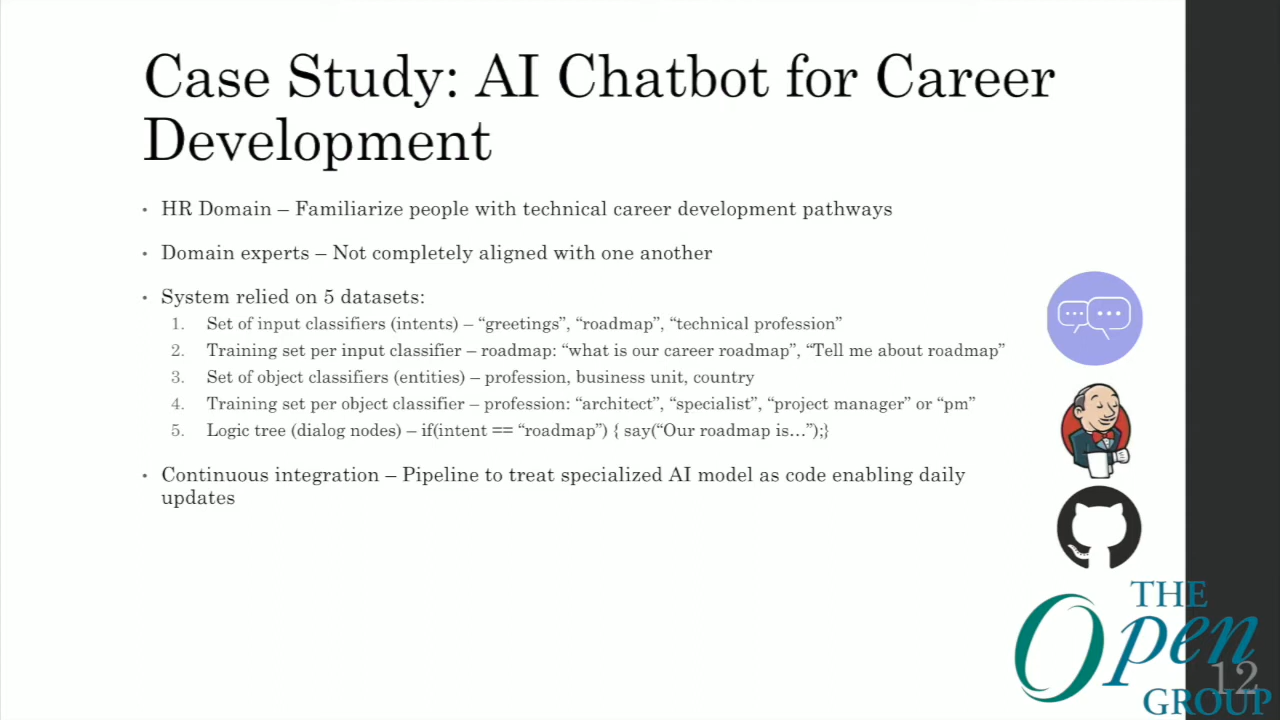 Case Study: AI Chatbot for Career
Development
• HR Domain – Familiarize people with technical career development pathways
• Domain experts – Not completely aligned with one another
• System relied on 5 datasets:
1. Set of input classifiers (intents) – “greetings”, “roadmap”, “technical profession”
2. Training set per input classifier – roadmap: “what is our career roadmap”, “Tell me about roadmap”
3. Set of object classifiers (entities) – profession, business unit, country
4. Training set per object classifier – profession: “architect”, “specialist”, “project manager” or “pm”
5. Logic tree (dialog nodes) – if(intent == “roadmap”) { say(“Our roadmap is…”);}
• Continuous integration – Pipeline to treat specialized AI model as code enabling daily
updates
THE
Open
12
GROUP